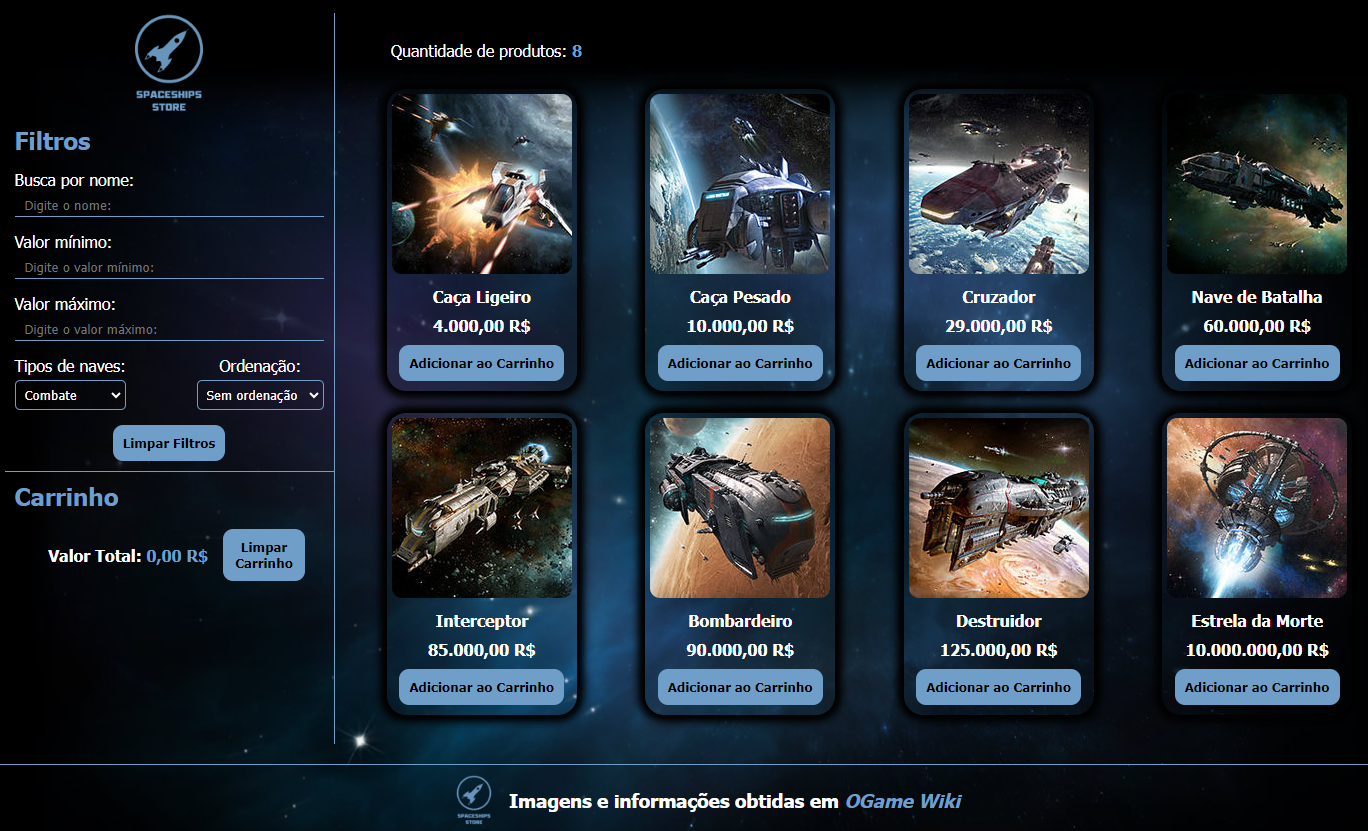 SPACESHIPS
STORE
Filtros
Busca por nome:
Digite o nome:
Valor mínimo:
Digite o valor mínimo:
Valor máximo:
Digite o valor máximo:
Tipos de naves: Ordenação:
Combate Sem ordenação
Limpar Filtros
Carrinho
Valor Total: 0,00 R$
Limpar
Carrinho
Quantidade de produtos: 8
Caça Ligeiro
4.000,00 R$
Adicionar ao Carrinho
Caça Pesado
10.000,00 R$
Adicionar ao Carrinho
Cruzador
29.000,00 R$
Adicionar ao Carrinho
Nave de Batalha
60.000,00 R$
Adicionar ao Carrinho
Interceptor
85.000,00 R$
Adicionar ao Carrinho
Bombardeiro
90.000,00 R$
Adicionar ao Carrinho
Destruidor
125.000,00 R$
Adicionar ao Carrinho
Estrela da Morte
10.000.000,00 R$
Adicionar ao Carrinho
SPACESHIPS
STORE
Imagens e informações obtidas em OGame Wiki